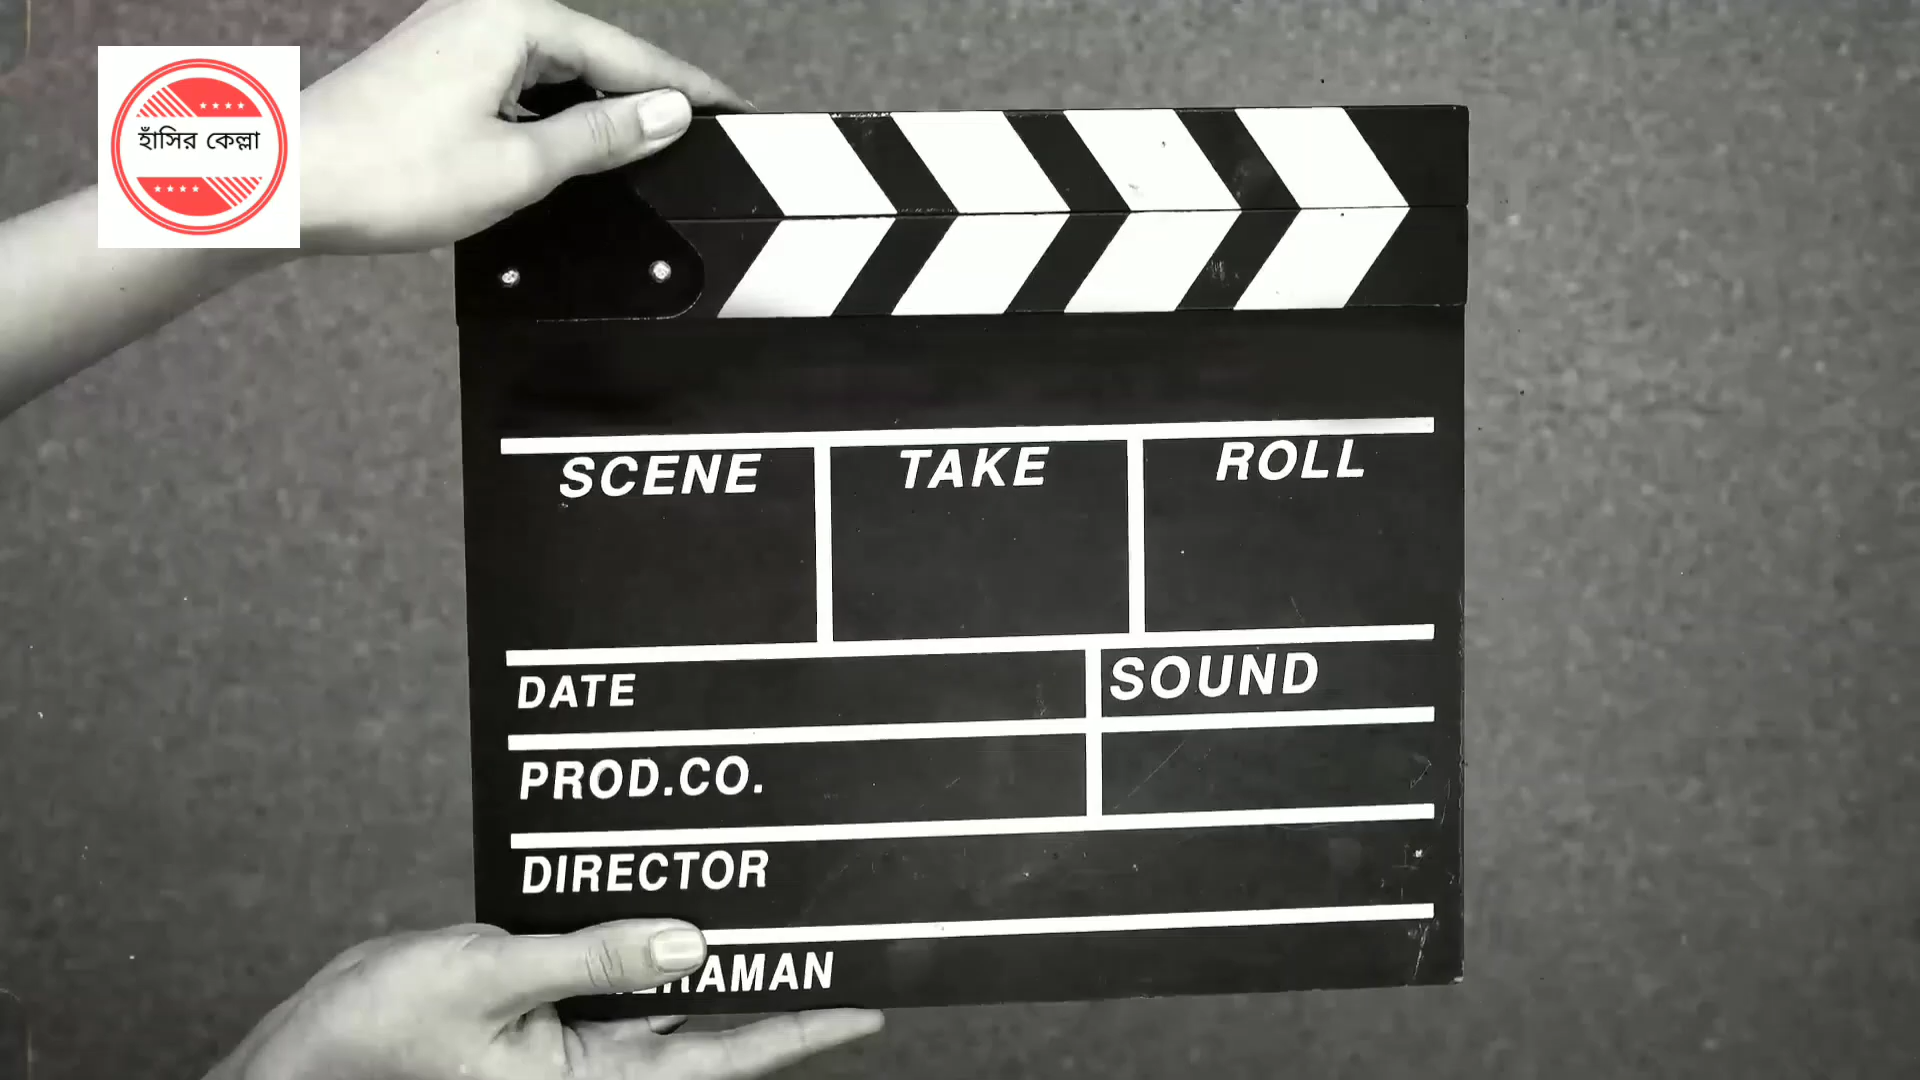 হাঁসির কেল্লা
SCENE TAKE ROLL
DATE SOUND
PROD.CO.
DIRECTOR